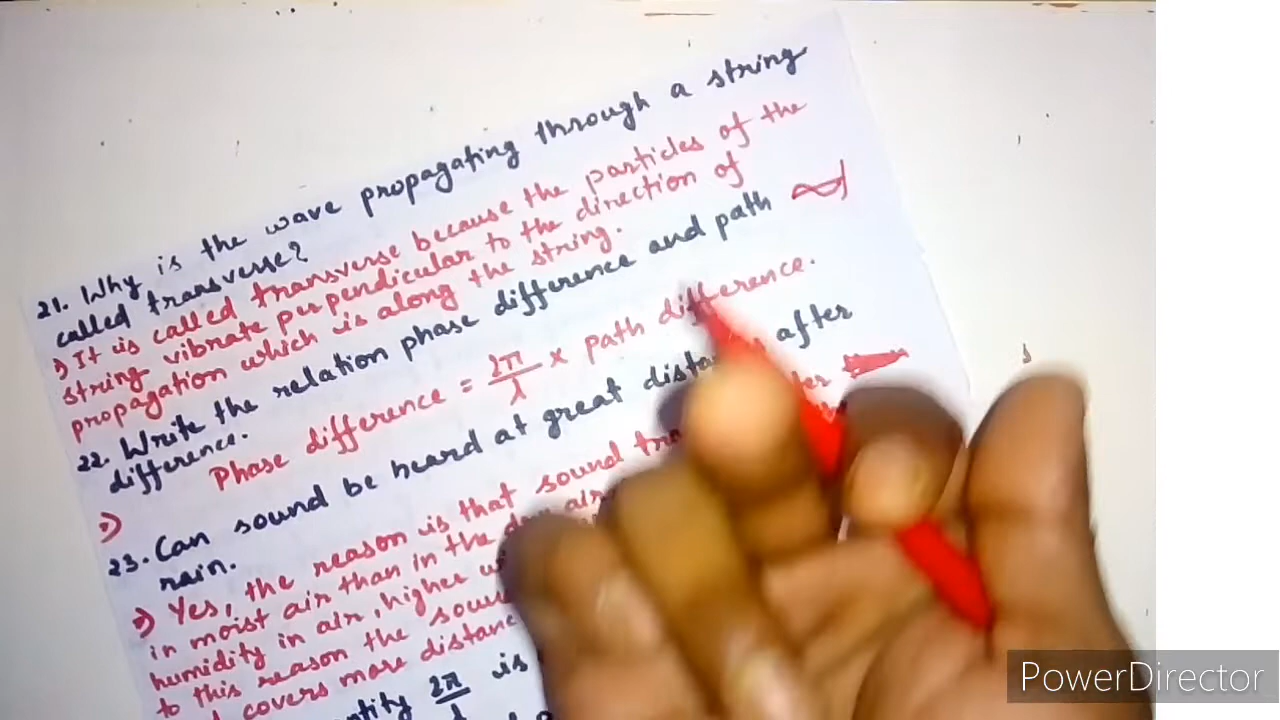 21. Why is the wave propagating through a string
called transverse?
⇒ It is called transverse because the particles of the
string vibrate perpendicular to the direction of
propagation which is along the string.
22. Write the relation phase difference and path
difference.
⇒ Phase difference = 2π/λ × path difference.
23. Can sound be heard at great distance after
rain.
⇒ Yes, the reason is that sound
in moist air than in the
humidity in air, higher
to this reason the
covers more distance
2π/λ is
PowerDirector